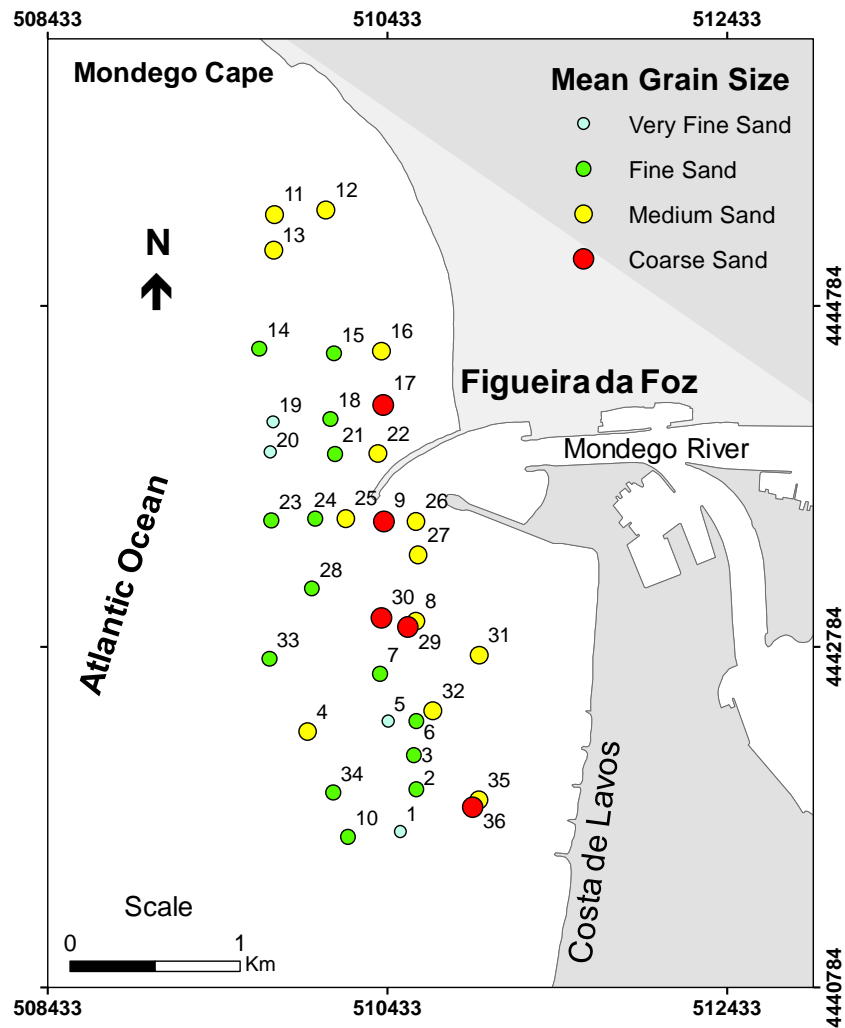 508433 510433 512433
Mondego Cape
Mean Grain Size
Very Fine Sand
Fine Sand
Medium Sand
Coarse Sand
11 12
13
N
4444784
14 15 16
17
Figueira da Foz
19 18
20 21 22
Mondego River
23 24 25 9 26
27
Atlantic Ocean
28
30 8
29
31
4442784
33 7
32
4 5
6
3
34 2 35
10 1 36
Costa de Lavos
Scale
0 1
Km
4440784
508433 510433 512433